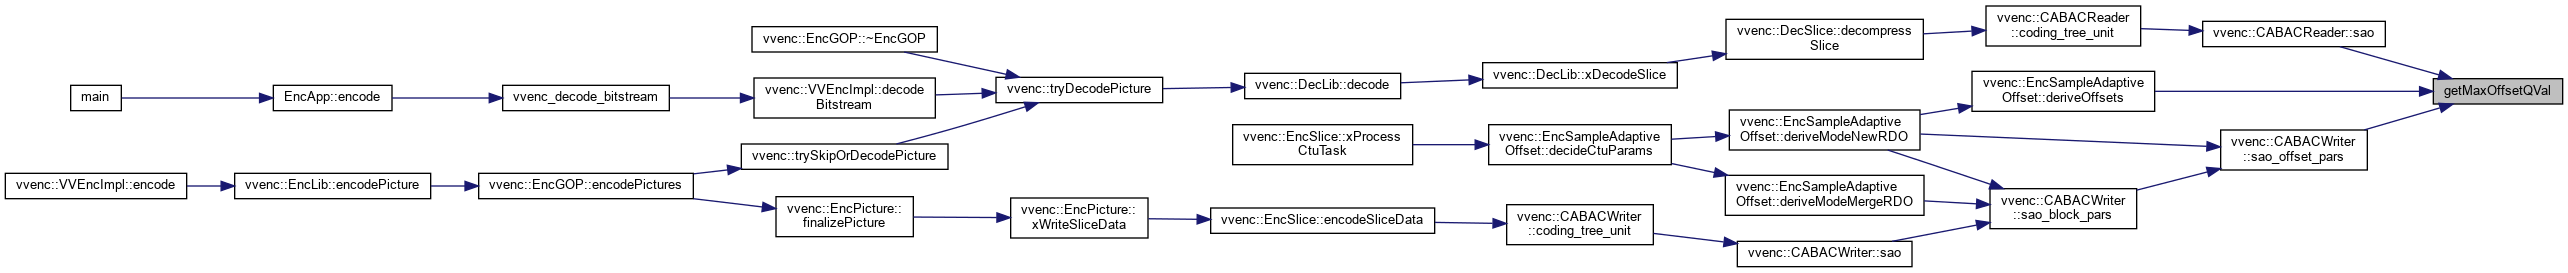 main
EncApp::encode
vvenc_decode_bitstream
vvenc::EncGOP::~EncGOP
vvenc::VVEncImpl::decode
Bitstream
vvenc::tryDecodePicture
vvenc::DecLib::decode
vvenc::DecLib::xDecodeSlice
vvenc::DecSlice::decompress
Slice
vvenc::CABACReader
::coding_tree_unit
vvenc::CABACReader::sao
getMaxOffsetQVal
vvenc::EncSampleAdaptive
Offset::deriveOffsets
vvenc::EncSampleAdaptive
Offset::deriveModeNewRDO
vvenc::EncSlice::xProcess
CtuTask
vvenc::EncSampleAdaptive
Offset::decideCtuParams
vvenc::CABACWriter
::sao_offset_pars
vvenc::trySkipOrDecodePicture
vvenc::VVEncImpl::encode
vvenc::EncLib::encodePicture
vvenc::EncGOP::encodePictures
vvenc::EncSampleAdaptive
Offset::deriveModeMergeRDO
vvenc::CABACWriter
::sao_block_pars
vvenc::EncPicture::
finalizePicture
vvenc::EncPicture::
xWriteSliceData
vvenc::EncSlice::encodeSliceData
vvenc::CABACWriter
::coding_tree_unit
vvenc::CABACWriter::sao